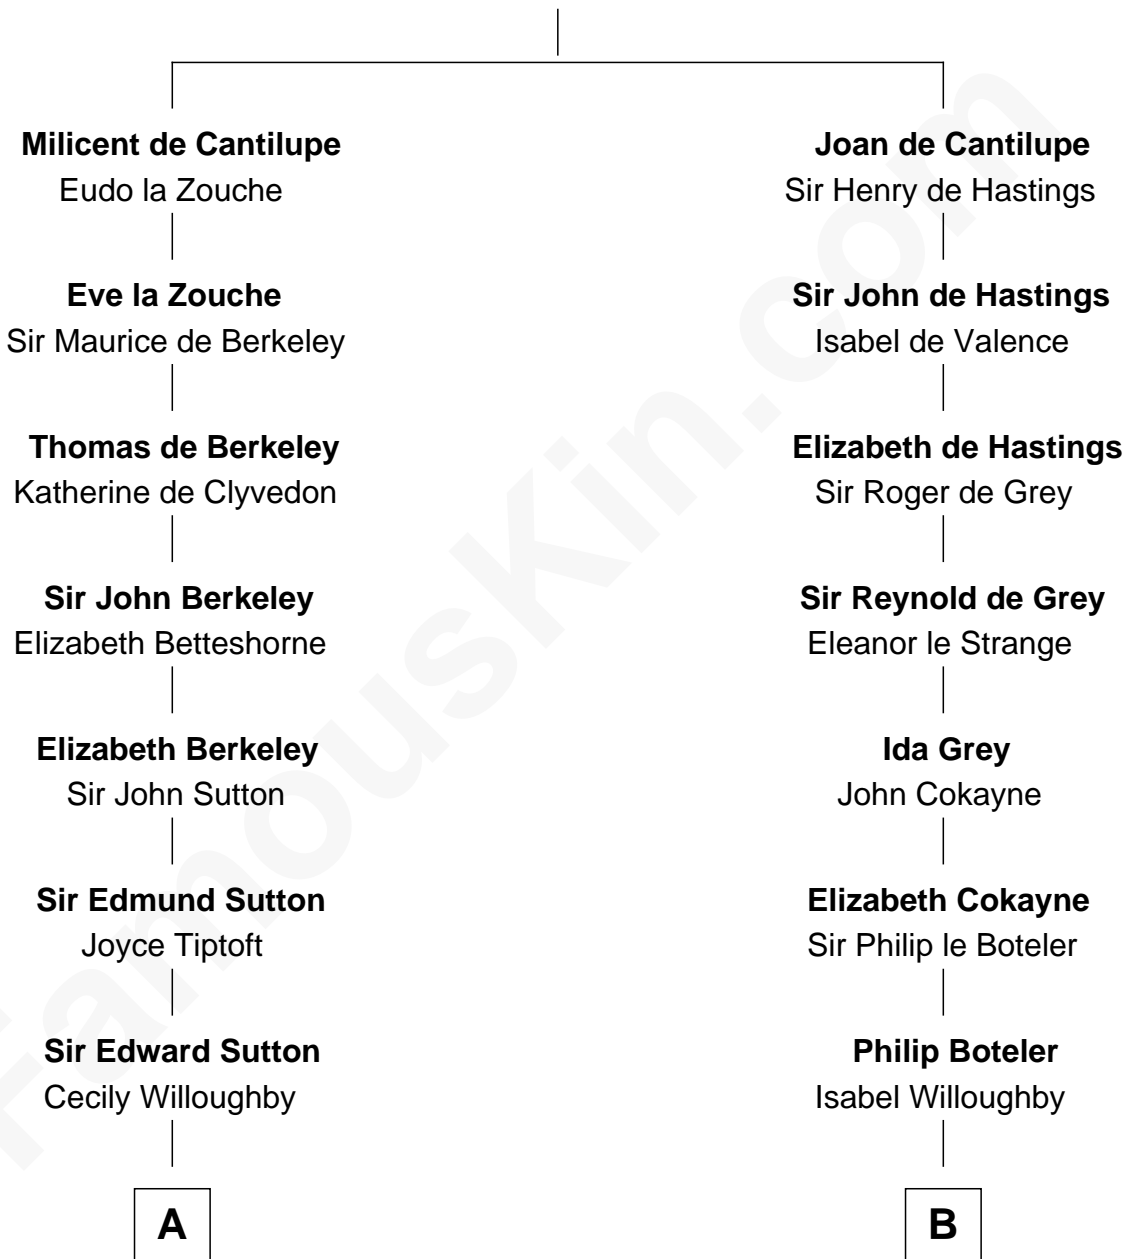 Milicent de Cantilupe
Eudo la Zouche
Eve la Zouche
Sir Maurice de Berkeley
Thomas de Berkeley
Katherine de Clyvedon
Sir John Berkeley
Elizabeth Betteshorne
Elizabeth Berkeley
Sir John Sutton
Sir Edmund Sutton
Joyce Tiptoft
Sir Edward Sutton
Cecily Willoughby
A
Joan de Cantilupe
Sir Henry de Hastings
Sir John de Hastings
Isabel de Valence
Elizabeth de Hastings
Sir Roger de Grey
Sir Reynold de Grey
Eleanor le Strange
Ida Grey
John Cokayne
Elizabeth Cokayne
Sir Philip le Boteler
Philip Boteler
Isabel Willoughby
B
FamousKin.com